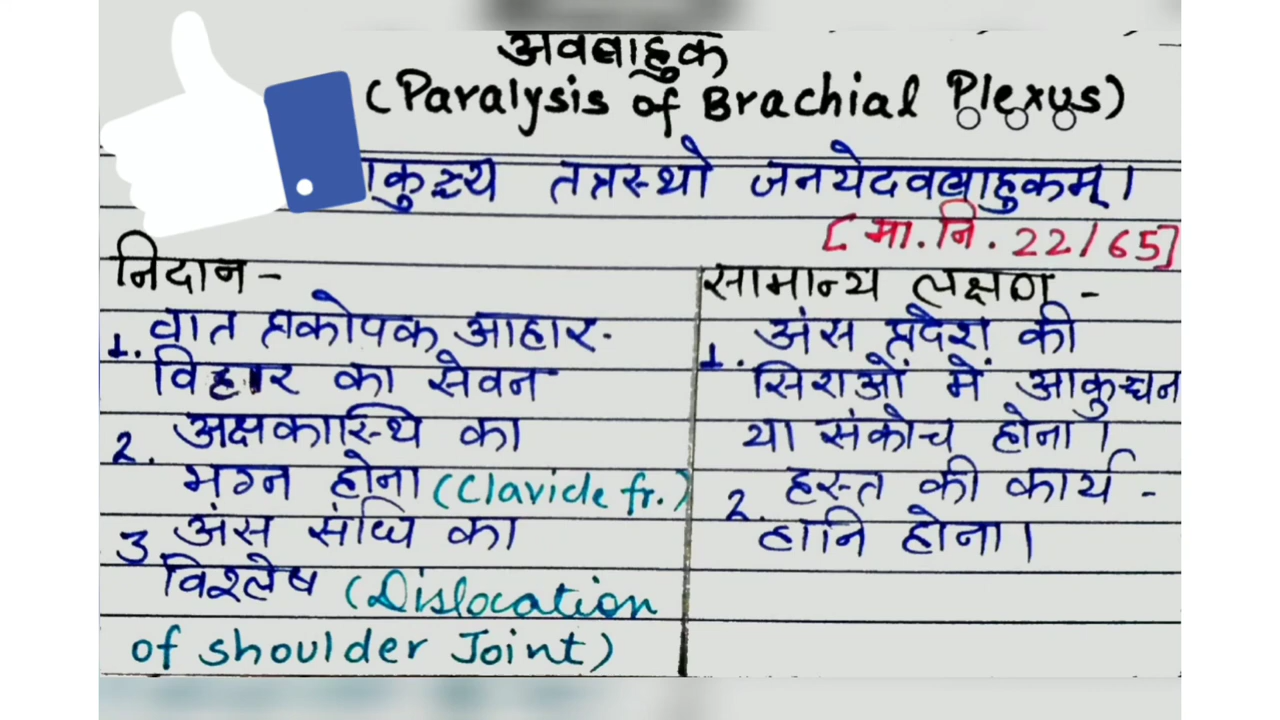 अवबाहुक
(Paralysis of Brachial Plexus)
ाकुञ्च्य तत्रस्थो जनयेदवबाहुकम्।
[मा.नि. 22/65]
निदान -
1. वात प्रकोपक आहार-
विहार का सेवन
2. अक्षकास्थि का
भग्न होना (Clavicle fr.)
3. अंस संधि का
विश्लेष (Dislocation
of shoulder Joint)
सामान्य लक्षण -
1. अंस प्रदेश की
सिराओं में आकुञ्चन
या संकोच होना।
2. हस्त की कार्य -
हानि होना।